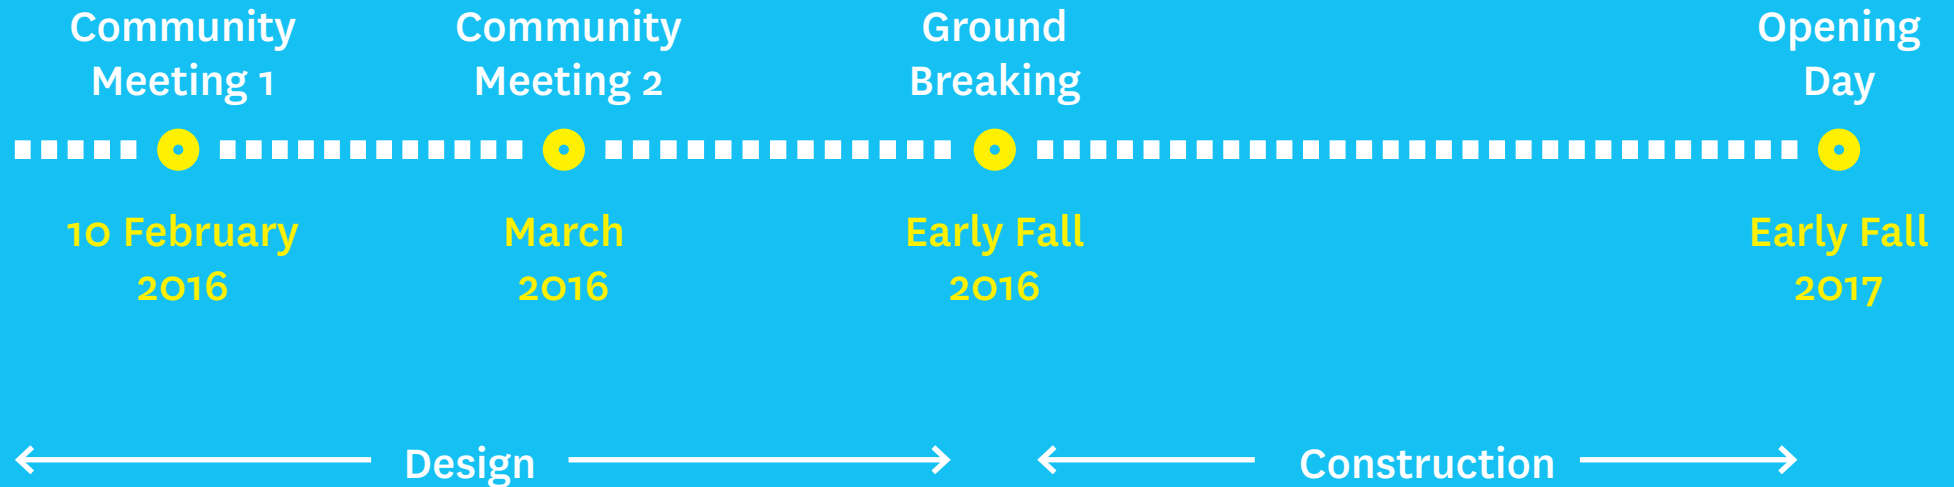 Community
Meeting 1
Community
Meeting 2
Ground
Breaking
Opening
Day
10 February
2016
March
2016
Early Fall
2016
Early Fall
2017
Design
Construction